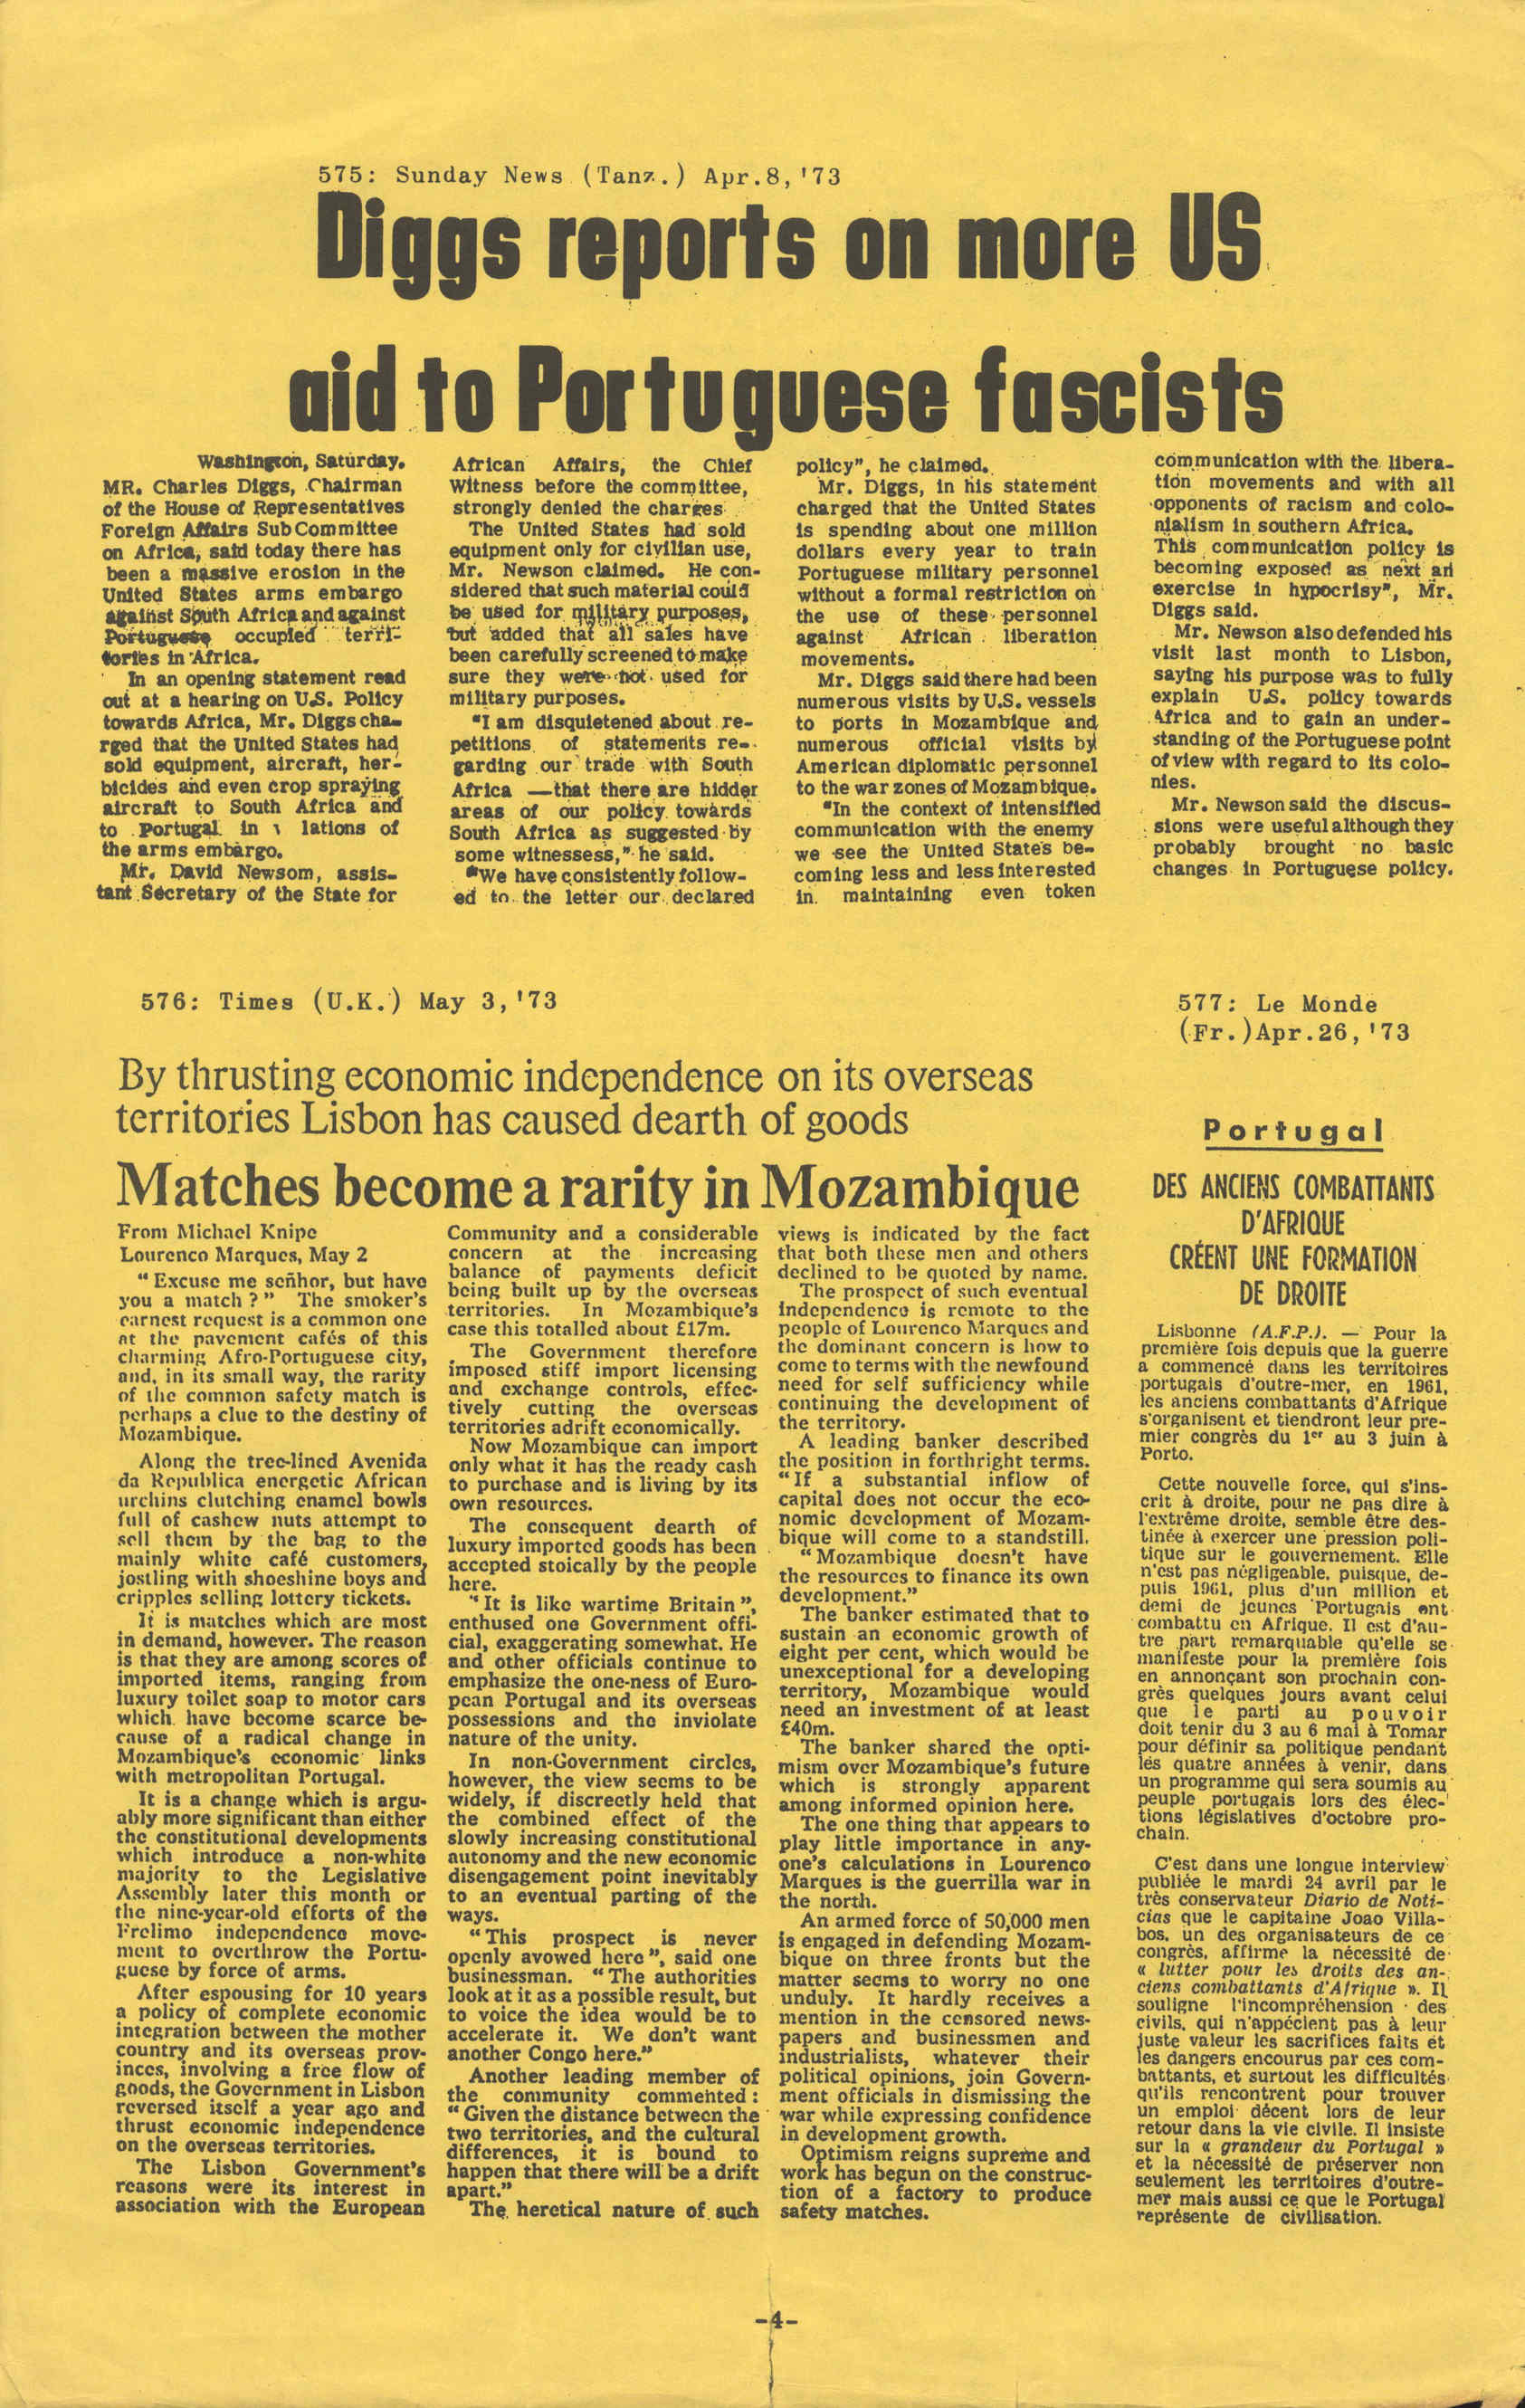 575: Sunday News (Tanz.) Apr.8,'73
Diggs reports on more US
aid to Portuguese fascists
Washington, Saturday.
MR. Charles Diggs, Chairman
of the House of Representatives
Foreign Affairs SubCommittee
on Africa, said today there has
been a massive erosion in the
United States arms embargo
against South Africa and against
Portuguese occupied terri-
tories in Africa.
In an opening statement read
out at a hearing on U.S. Policy
towards Africa, Mr. Diggs cha-
rged that the United States had
sold equipment, aircraft, her-
bicides and even crop spraying
aircraft to South Africa and
to Portugal in lations of
the arms embargo.
Mr. David Newsom, assis-
tant Secretary of the State for
African Affairs, the Chief
Witness before the committee,
strongly denied the charges
The United States had sold
equipment only for civilian use,
Mr. Newson claimed. He con-
sidered that such material could
be used for military purposes,
but added that all sales have
been carefully screened to make
sure they were not used for
military purposes.
"I am disquietened about re-
petitions of statements re-
garding our trade with South
Africa —that there are hidder
areas of our policy towards
South Africa as suggested by
some witnessess," he said.
"We have consistently follow-
ed to the letter our declared
policy", he claimed.
Mr. Diggs, in his statement
charged that the United States
is spending about one million
dollars every year to train
Portuguese military personnel
without a formal restriction on
the use of these personnel
against African liberation
movements.
Mr. Diggs said there had been
numerous visits by U.S. vessels
to ports in Mozambique and
numerous official visits by
American diplomatic personnel
to the war zones of Mozambique.
"In the context of intensified
communication with the enemy
we see the United States be-
coming less and less interested
in maintaining even token
communication with the libera-
tion movements and with all
opponents of racism and colo-
nialism in southern Africa.
This communication policy is
becoming exposed as next an
exercise in hypocrisy", Mr.
Diggs said.
Mr. Newson also defended his
visit last month to Lisbon,
saying his purpose was to fully
explain U.S. policy towards
Africa and to gain an under-
standing of the Portuguese point
of view with regard to its colo-
nies.
Mr. Newson said the discus-
sions were useful although they
probably brought no basic
changes in Portuguese policy.
576: Times (U.K.) May 3,'73
By thrusting economic independence on its overseas
territories Lisbon has caused dearth of goods
Matches become a rarity in Mozambique
From Michael Knipe
Lourenco Marques, May 2
"Excuse me señhor, but have
you a match?" The smoker's
earnest request is a common one
at the pavement cafés of this
charming Afro-Portuguese city,
and, in its small way, the rarity
of the common safety match is
perhaps a clue to the destiny of
Mozambique.
Along the tree-lined Avenida
da Republica energetic African
urchins clutching enamel bowls
full of cashew nuts attempt to
sell them by the bag to the
mainly white café customers,
jostling with shoeshine boys and
cripples selling lottery tickets.
It is matches which are most
in demand, however. The reason
is that they are among scores of
imported items, ranging from
luxury toilet soap to motor cars
which have become scarce be-
cause of a radical change in
Mozambique's economic links
with metropolitan Portugal.
It is a change which is argu-
ably more significant than either
the constitutional developments
which introduce a non-white
majority to the Legislative
Assembly later this month or
the nine-year-old efforts of the
Frelimo independence move-
ment to overthrow the Portu-
guese by force of arms.
After espousing for 10 years
a policy of complete economic
integration between the mother
country and its overseas prov-
inces, involving a free flow of
goods, the Government in Lisbon
reversed itself a year ago and
thrust economic independence
on the overseas territories.
The Lisbon Government's
reasons were its interest in
association with the European
Community and a considerable
concern at the increasing
balance of payments deficit
being built up by the overseas
territories. In Mozambique's
case this totalled about £17m.
The Government therefore
imposed stiff import licensing
and exchange controls, effec-
tively cutting the overseas
territories adrift economically.
Now Mozambique can import
only what it has the ready cash
to purchase and is living by its
own resources.
The consequent dearth of
luxury imported goods has been
accepted stoically by the people
here.
"It is like wartime Britain",
enthused one Government offi-
cial, exaggerating somewhat. He
and other officials continue to
emphasize the one-ness of Euro-
pean Portugal and its overseas
possessions and the inviolate
nature of the unity.
In non-Government circles,
however, the view seems to be
widely, if discretly held that
the combined effect of the
slowly increasing constitutional
autonomy and the new economic
disengagement point inevitably
to an eventual parting of the
ways.
"This prospect is never
openly avowed here", said one
businessman. "The authorities
look at it as a possible result, but
to voice the idea would be to
accelerate it. We don't want
another Congo here."
Another leading member of
the community commented:
"Given the distance between the
two territories, and the cultural
differences, it is bound to
happen that there will be a drift
apart."
The heretical nature of such
views is indicated by the fact
that both these men and others
declined to be quoted by name.
The prospect of such eventual
independence is remote to the
people of Lourenco Marques and
the dominant concern is how to
come to terms with the newfound
need for self sufficiency while
continuing the development of
the territory.
A leading banker described
the position in forthright terms.
"If a substantial inflow of
capital does not occur the eco-
nomic development of Mozam-
bique will come to a standstill.
"Mozambique doesn't have
the resources to finance its own
development."
The banker estimated that to
sustain an economic growth of
eight per cent, which would be
unexceptional for a developing
territory, Mozambique would
need an investment of at least
£40m.
The banker shared the opti-
mism over Mozambique's future
which is strongly apparent
among informed opinion here.
The one thing that appears to
play little importance in any-
one's calculations in Lourenco
Marques is the guerrilla war in
the north.
An armed force of 50,000 men
is engaged in defending Mozam-
bique on three fronts but the
matter seems to worry no one
unduly. It hardly receives a
mention in the censored news-
papers and businessmen and
industrialists, whatever their
political opinions, join Govern-
ment officials in dismissing the
war while expressing confidence
in development growth.
Optimism reigns supreme and
work has begun on the construc-
tion of a factory to produce
safety matches.
577: Le Monde
(Fr.)Apr.26,'73
Portugal
DES ANCIENS COMBATTANTS
D'AFRIQUE
CRÉENT UNE FORMATION
DE DROITE
Lisbonne (A.F.P.). — Pour la
première fois depuis que la guerre
a commencé dans les territoires
portugais d'outre-mer, en 1961,
les anciens combattants d'Afrique
s'organisent et tiendront leur pre-
mier congrès du 1er au 3 juin à
Porto.
Cette nouvelle force, qui s'ins-
crit à droite, pour ne pas dire à
l'extrême droite, semble être des-
tinée à exercer une pression poli-
tique sur le gouvernement. Elle
n'est pas négligeable, puisque, de-
puis 1961, plus d'un million et
demi de jeunes Portugais ont
combattu en Afrique. Il est d'au-
tre part remarquable qu'elle se
manifeste pour la première fois
en annonçant son prochain con-
grès quelques jours avant celui
que le parti au pouvoir
doit tenir du 3 au 6 mai à Tomar
pour définir sa politique pendant
les quatre années à venir, dans
un programme qui sera soumis au
peuple portugais lors des élec-
tions législatives d'octobre pro-
chain.
C'est dans une longue interview
publiée le mardi 24 avril par le
très conservateur Diario de Noti-
cias que le capitaine Joao Villa-
bos, un des organisateurs de ce
congrès, affirme la nécessité de
« lutter pour les droits des an-
ciens combattants d'Afrique ». Il
souligne l'incompréhension des
civils, qui n'appécient pas à leur
juste valeur les sacrifices faits et
les dangers encourus par ces com-
battants, et surtout les difficultés
qu'ils rencontrent pour trouver
un emploi décent lors de leur
retour dans la vie civile. Il insiste
sur la « grandeur du Portugal »
et la nécessité de préserver non
seulement les territoires d'outre-
mer mais aussi ce que le Portugal
représente de civilisation.
-4-